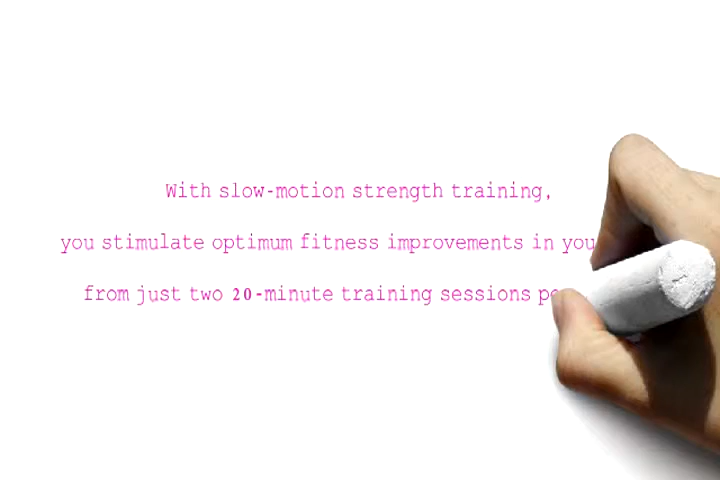 With slow-motion strength training,
you stimulate optimum fitness improvements in you
from just two 20-minute training sessions